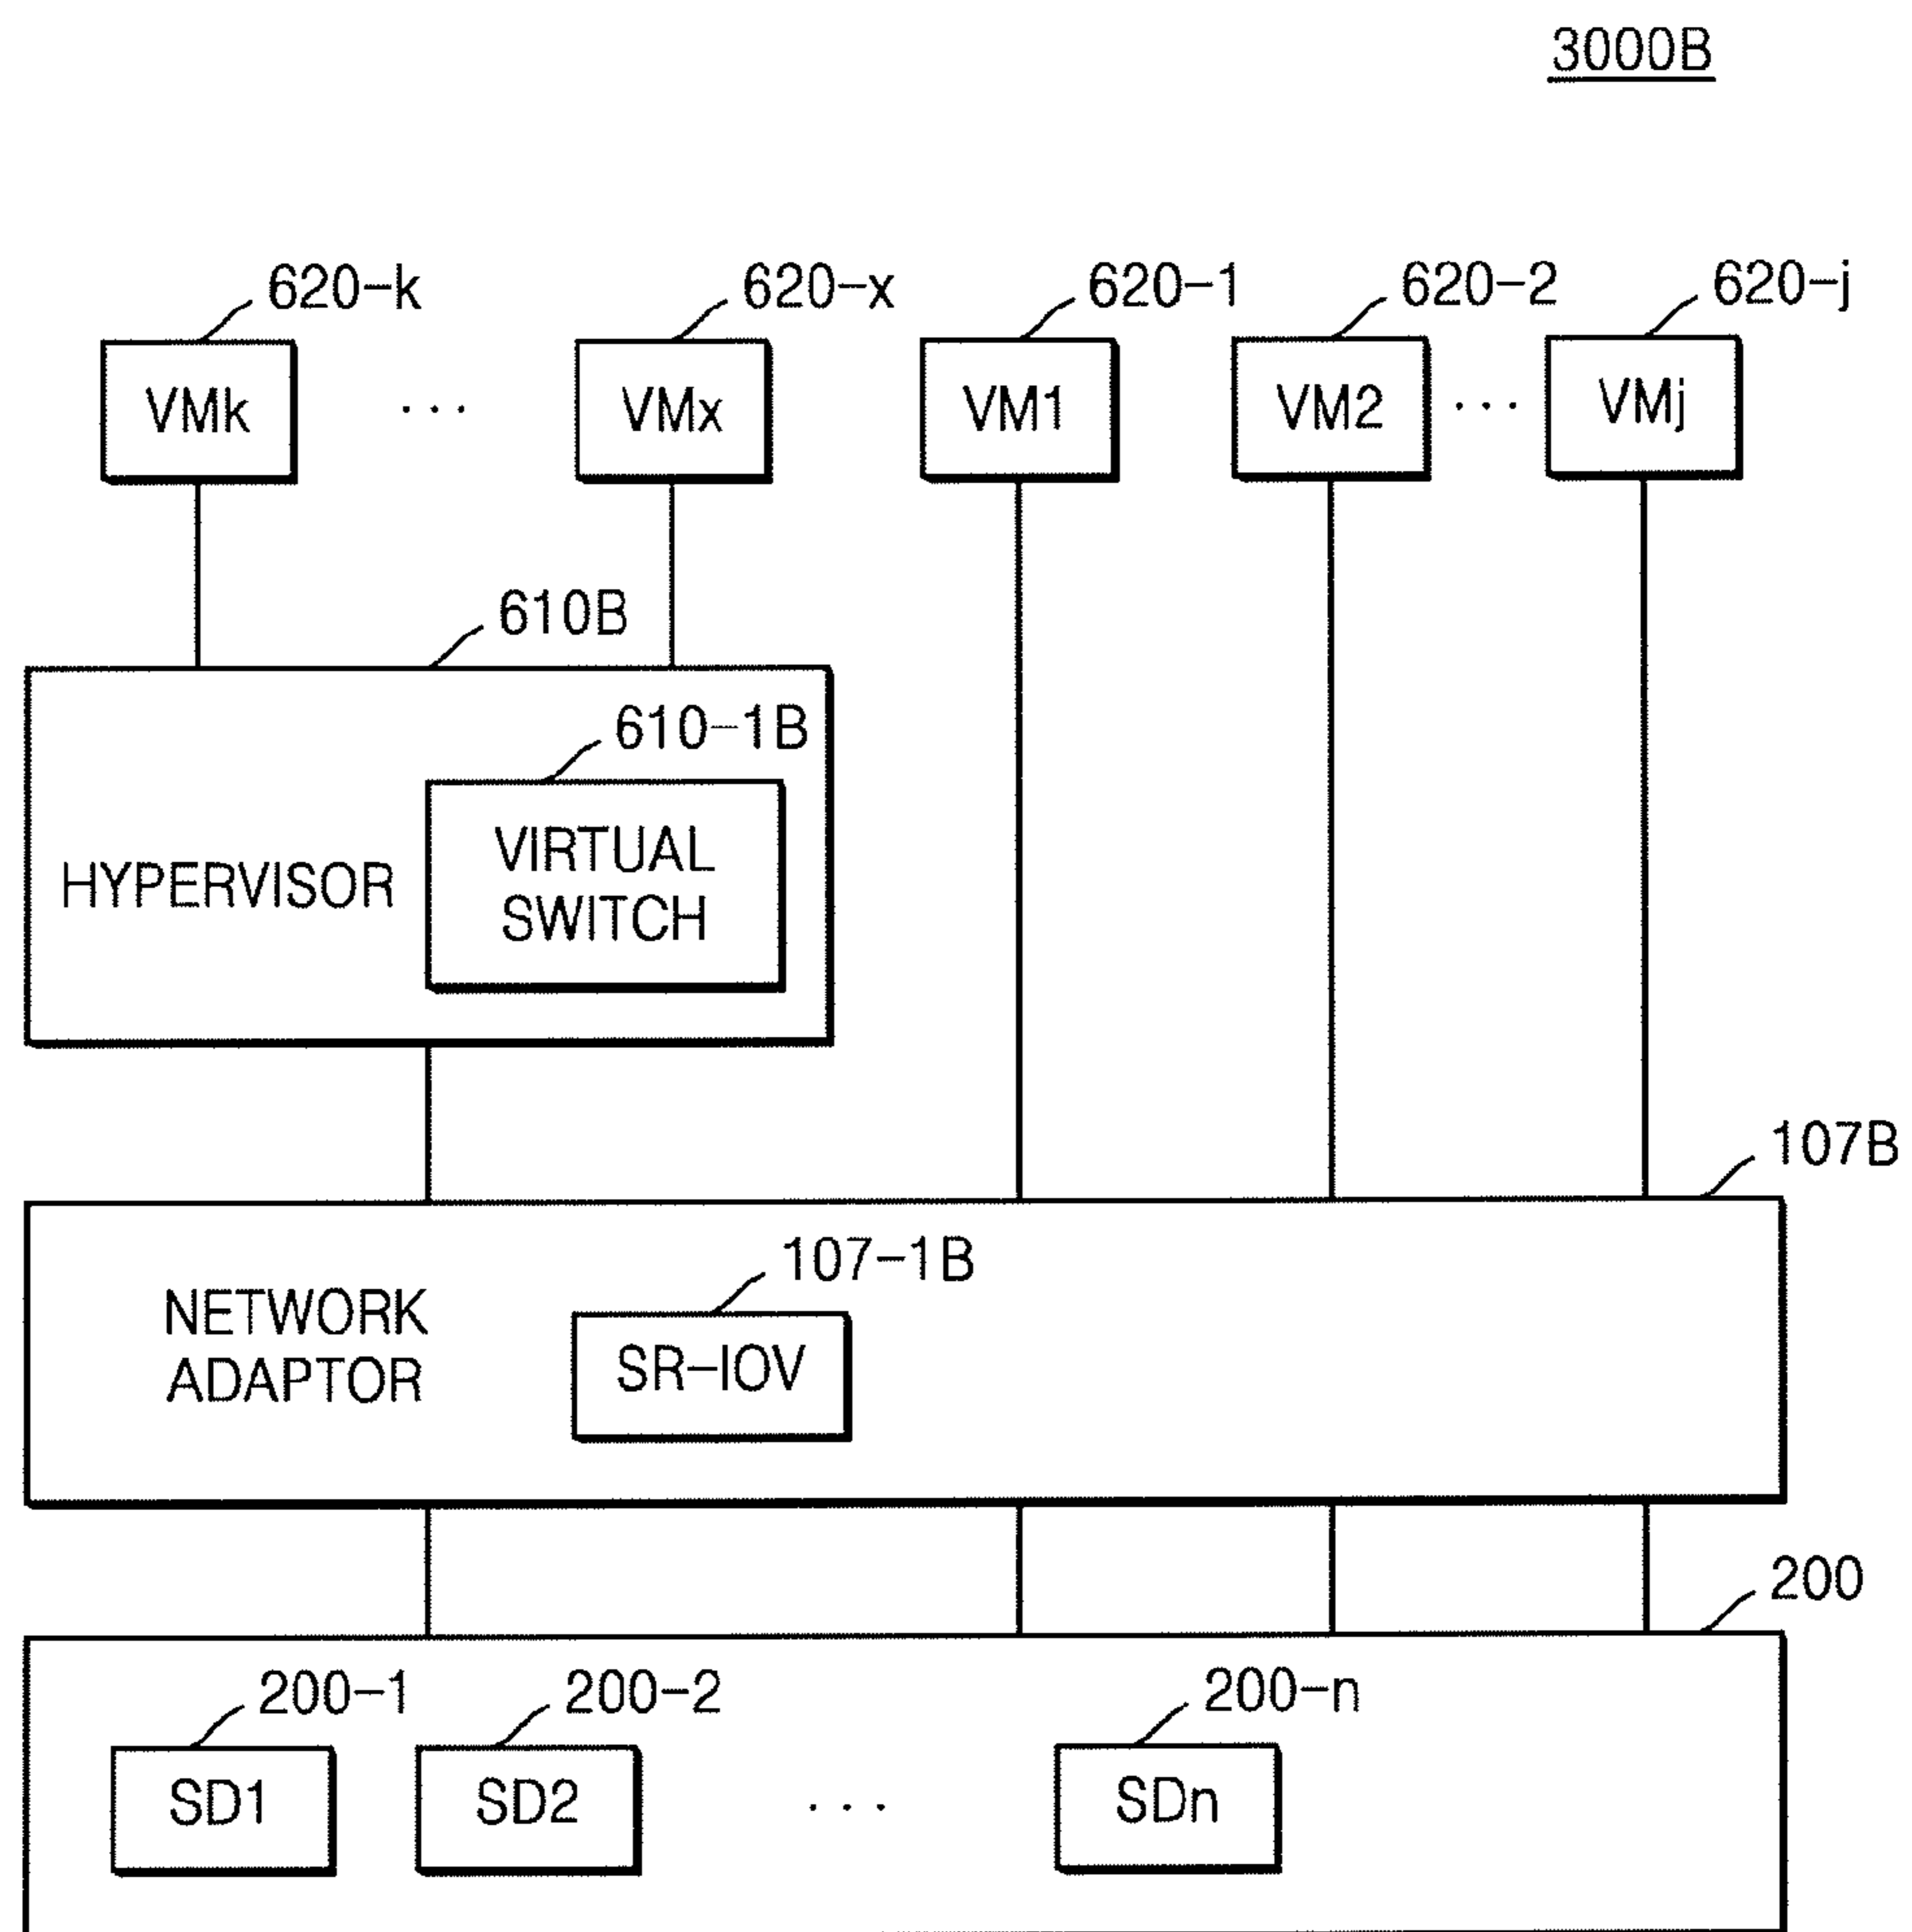 3000B
620-k 620-x 620-1 620-2 620-j
VMk ... VMx VM1 VM2 ... VMj
610B
610-1B
VIRTUAL
HYPERVISOR
SWITCH
107B
107-1B
NETWORK
SR-IOV
ADAPTOR
200
200-1 200-2 200-n
SD1 SD2 ... SDn